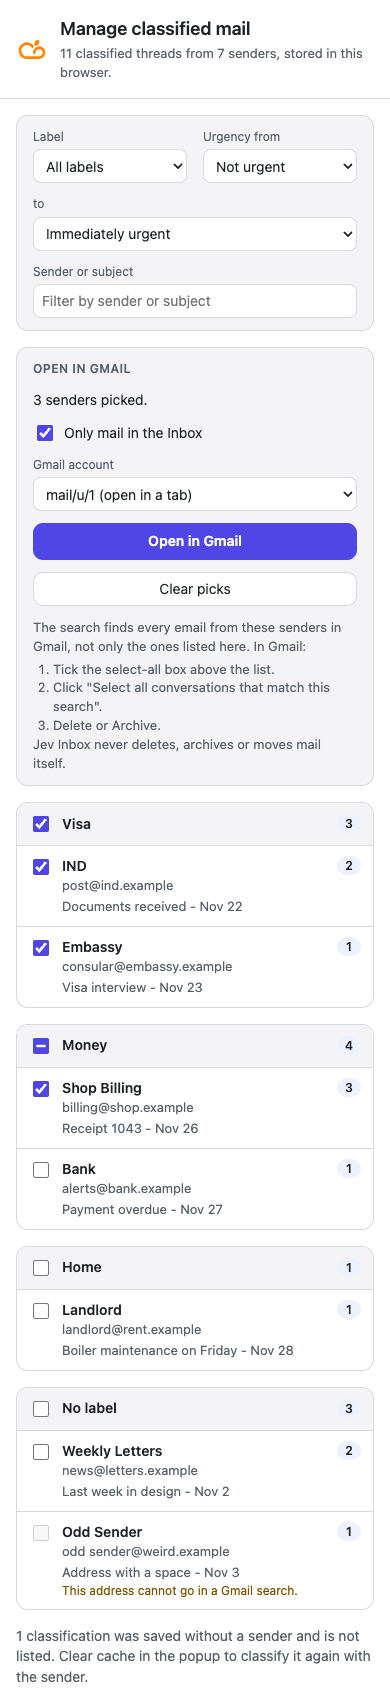 Manage classified mail
11 classified threads from 7 senders, stored in this
browser.
Label
Urgency from
All labels
Not urgent
to
Immediately urgent
Sender or subject
Filter by sender or subject
OPEN IN GMAIL
3 senders picked.
Only mail in the Inbox
Gmail account
mail/u/1 (open in a tab)
Open in Gmail
Clear picks
The search finds every email from these senders in
Gmail, not only the ones listed here. In Gmail:
1. Tick the select-all box above the list.
2. Click "Select all conversations that match this
search".
3. Delete or Archive.
Jev Inbox never deletes, archives or moves mail
itself.
Visa 3
IND 2
post@ind.example
Documents received - Nov 22
Embassy 1
consular@embassy.example
Visa interview - Nov 23
Money 4
Shop Billing 3
billing@shop.example
Receipt 1043 - Nov 26
Bank 1
alerts@bank.example
Payment overdue - Nov 27
Home 1
Landlord 1
landlord@rent.example
Boiler maintenance on Friday - Nov 28
No label 3
Weekly Letters 2
news@letters.example
Last week in design - Nov 2
Odd Sender 1
odd sender@weird.example
Address with a space - Nov 3
This address cannot go in a Gmail search.
1 classification was saved without a sender and is not
listed. Clear cache in the popup to classify it again with
the sender.